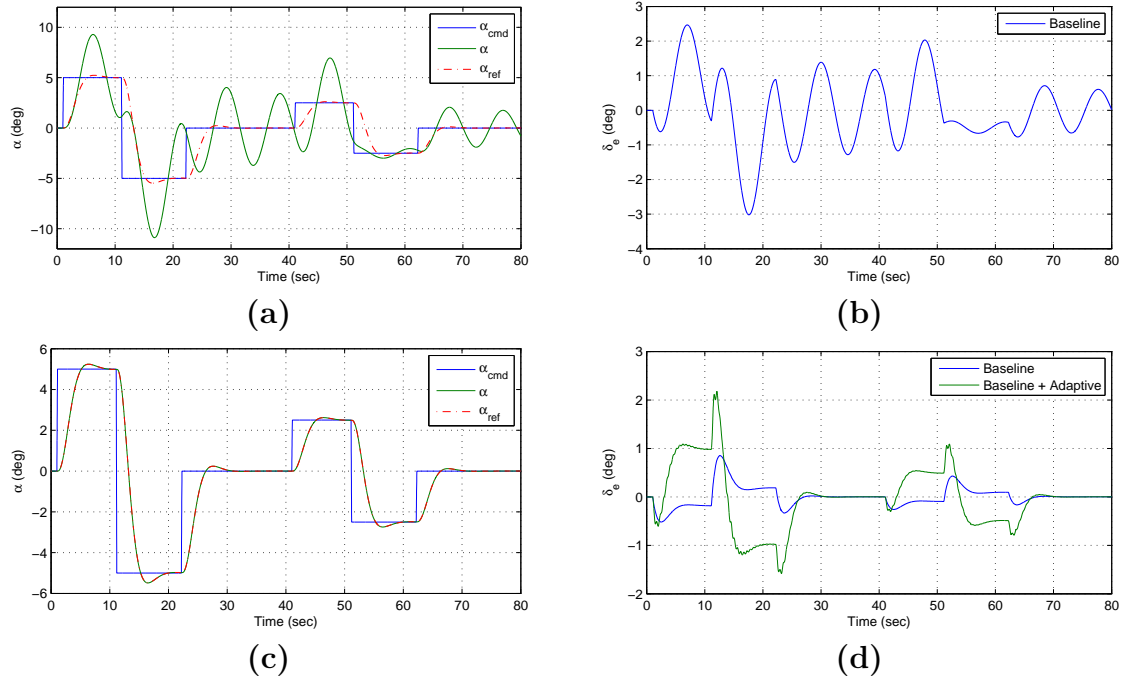 10
5
0
−5
−10
α (deg)
0 10 20 30 40 50 60 70 80
Time (sec)
α_cmd
α
α_ref
(a)
3
2
1
0
−1
−2
−3
−4
δ_e (deg)
0 10 20 30 40 50 60 70 80
Time (sec)
Baseline
(b)
6
4
2
0
−2
−4
−6
α (deg)
0 10 20 30 40 50 60 70 80
Time (sec)
α_cmd
α
α_ref
(c)
3
2
1
0
−1
−2
δ_e (deg)
0 10 20 30 40 50 60 70 80
Time (sec)
Baseline
Baseline + Adaptive
(d)